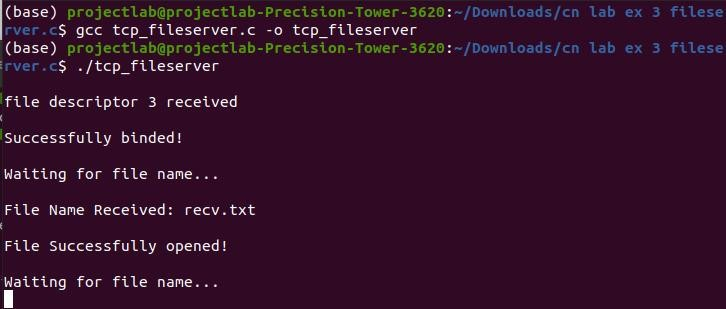 (base) projectlab@projectlab-Precision-Tower-3620:~/Downloads/cn lab ex 3 filese
rver.c$ gcc tcp_fileserver.c -o tcp_fileserver
(base) projectlab@projectlab-Precision-Tower-3620:~/Downloads/cn lab ex 3 filese
rver.c$ ./tcp_fileserver
file descriptor 3 received
Successfully binded!
Waiting for file name...
File Name Received: recv.txt
File Successfully opened!
Waiting for file name...